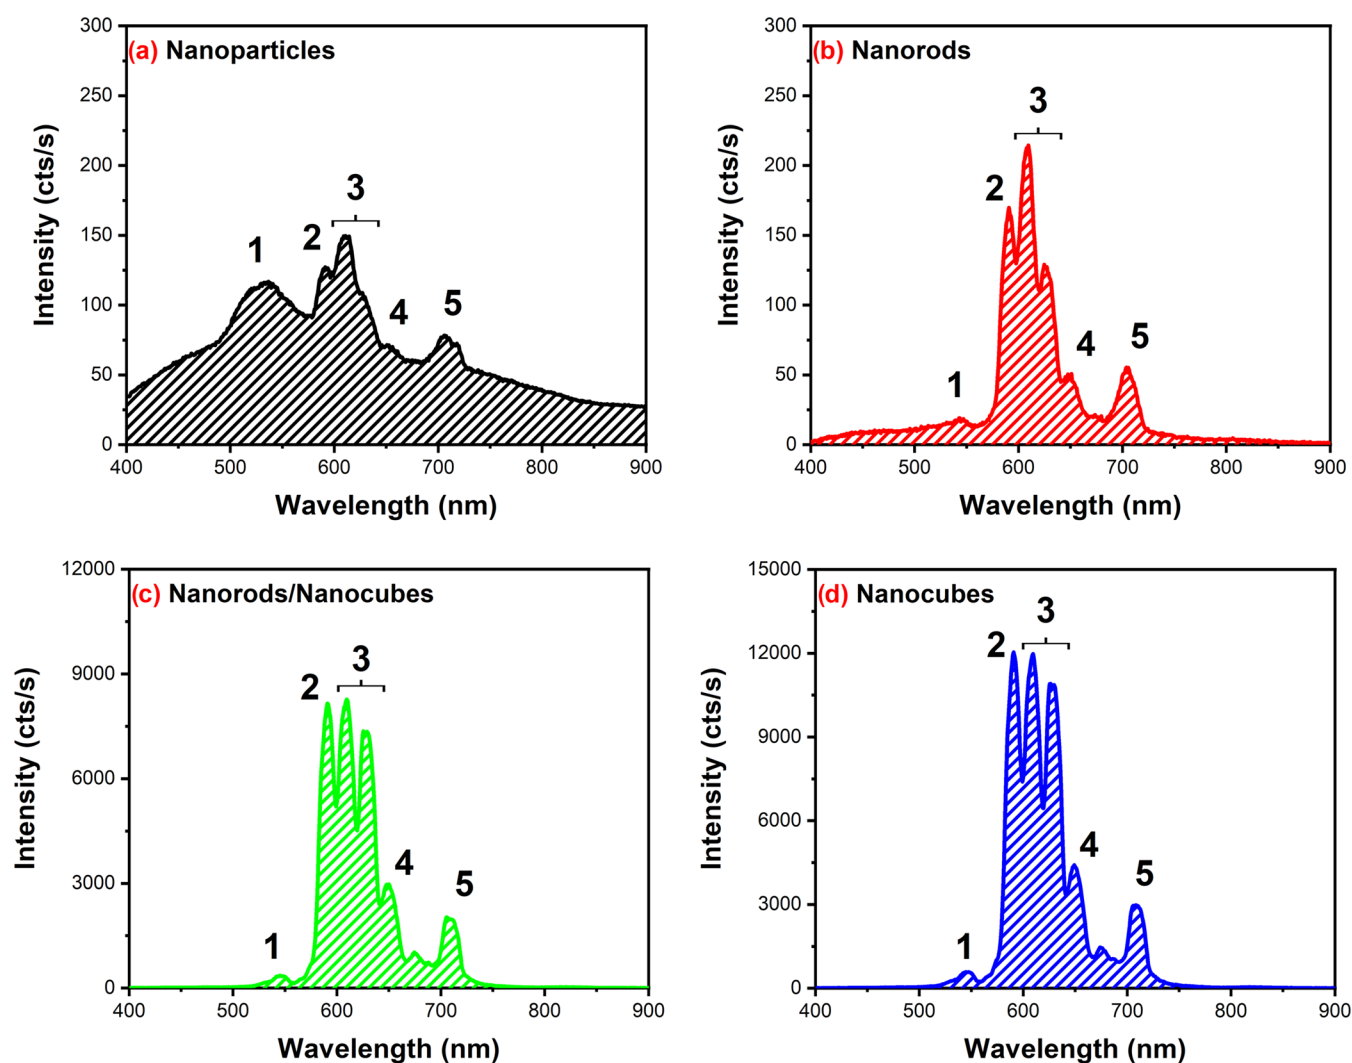 (a) Nanoparticles
300
250
200
150
100
50
0
400 500 600 700 800 900
Intensity (cts/s)
Wavelength (nm)
1 2 3 4 5
(b) Nanorods
300
250
200
150
100
50
0
400 500 600 700 800 900
Intensity (cts/s)
Wavelength (nm)
1 2 3 4 5
(c) Nanorods/Nanocubes
12000
9000
6000
3000
0
400 500 600 700 800 900
Intensity (cts/s)
Wavelength (nm)
1 2 3 4 5
(d) Nanocubes
15000
12000
9000
6000
3000
0
400 500 600 700 800 900
Intensity (cts/s)
Wavelength (nm)
1 2 3 4 5